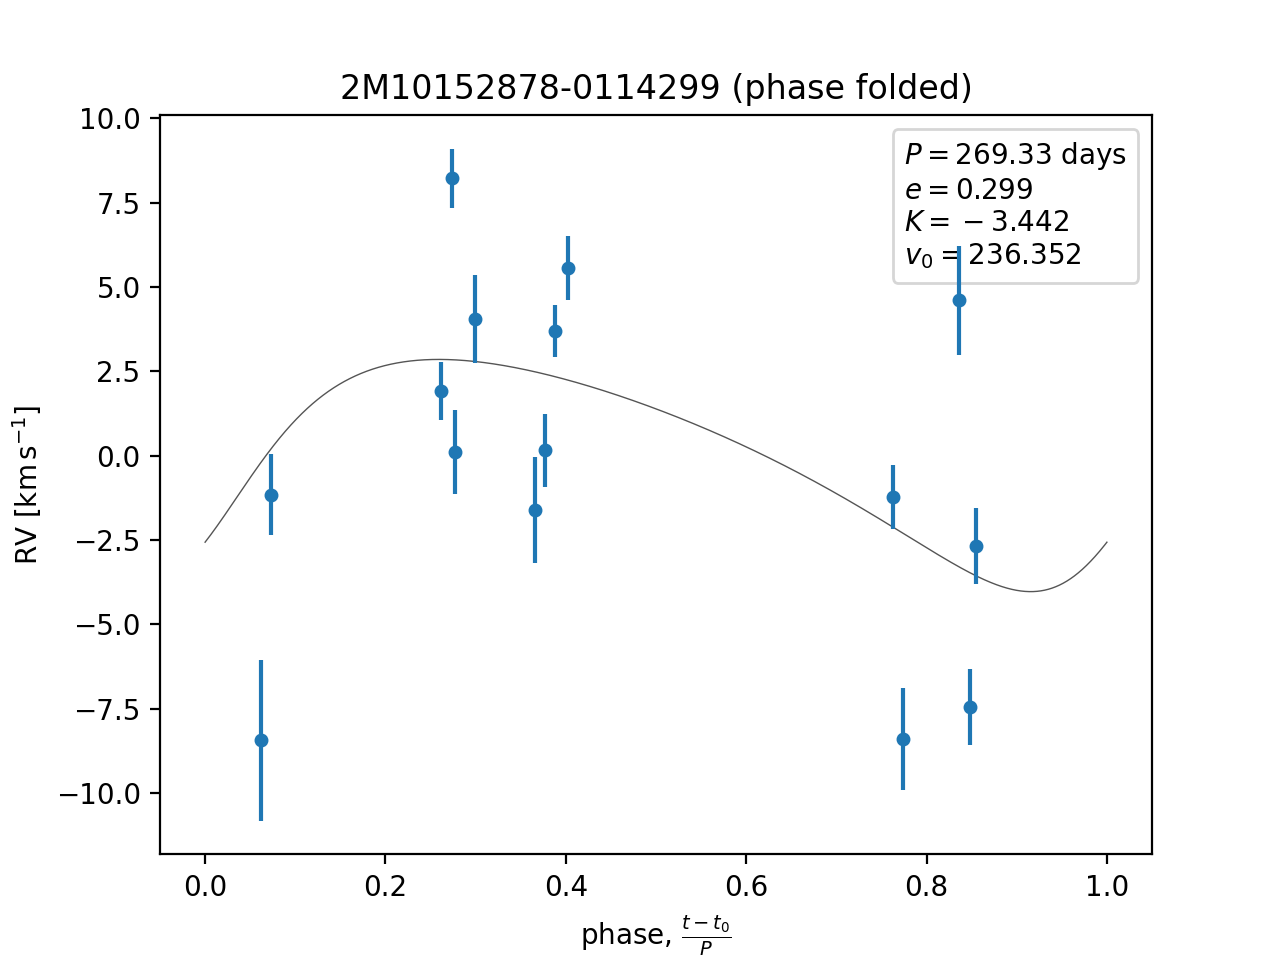 2M10152878-0114299 (phase folded)
P = 269.33 days
e = 0.299
K = −3.442
v₀ = 236.352
10.0
7.5
5.0
2.5
0.0
−2.5
−5.0
−7.5
−10.0
RV [km s⁻¹]
0.0 0.2 0.4 0.6 0.8 1.0
phase, (t − t₀)/P